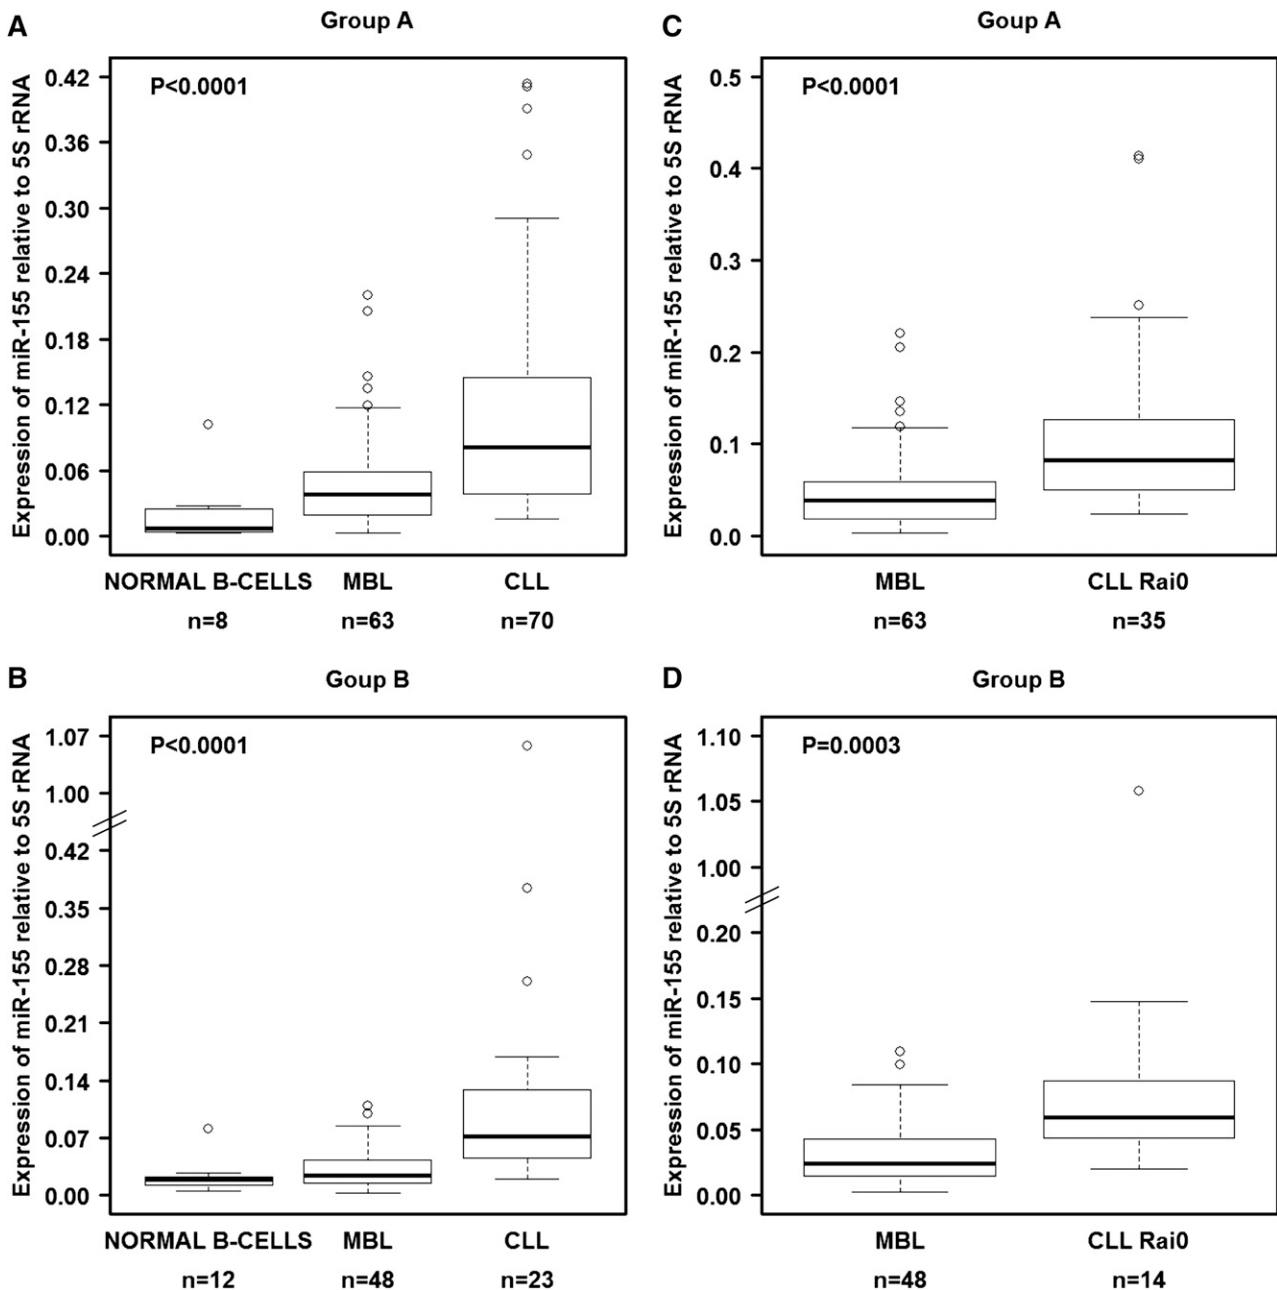 A
Group A
P<0.0001
Expression of miR-155 relative to 5S rRNA
0.42
0.36
0.30
0.24
0.18
0.12
0.06
0.00
NORMAL B-CELLS MBL CLL
n=8 n=63 n=70
C
Goup A
P<0.0001
Expression of miR-155 relative to 5S rRNA
0.5
0.4
0.3
0.2
0.1
0.0
MBL CLL Rai0
n=63 n=35
B
Goup B
P<0.0001
Expression of miR-155 relative to 5S rRNA
1.07
1.00
0.42
0.35
0.28
0.21
0.14
0.07
0.00
NORMAL B-CELLS MBL CLL
n=12 n=48 n=23
D
Group B
P=0.0003
Expression of miR-155 relative to 5S rRNA
1.10
1.05
1.00
0.20
0.15
0.10
0.05
0.00
MBL CLL Rai0
n=48 n=14